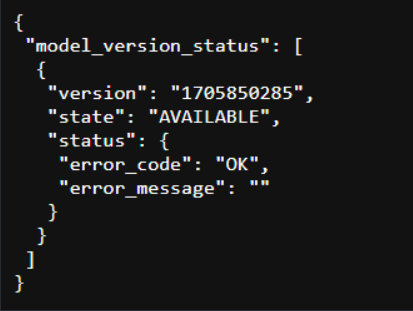 {
 "model_version_status": [
  {
   "version": "1705850285",
   "state": "AVAILABLE",
   "status": {
    "error_code": "OK",
    "error_message": ""
   }
  }
 ]
}